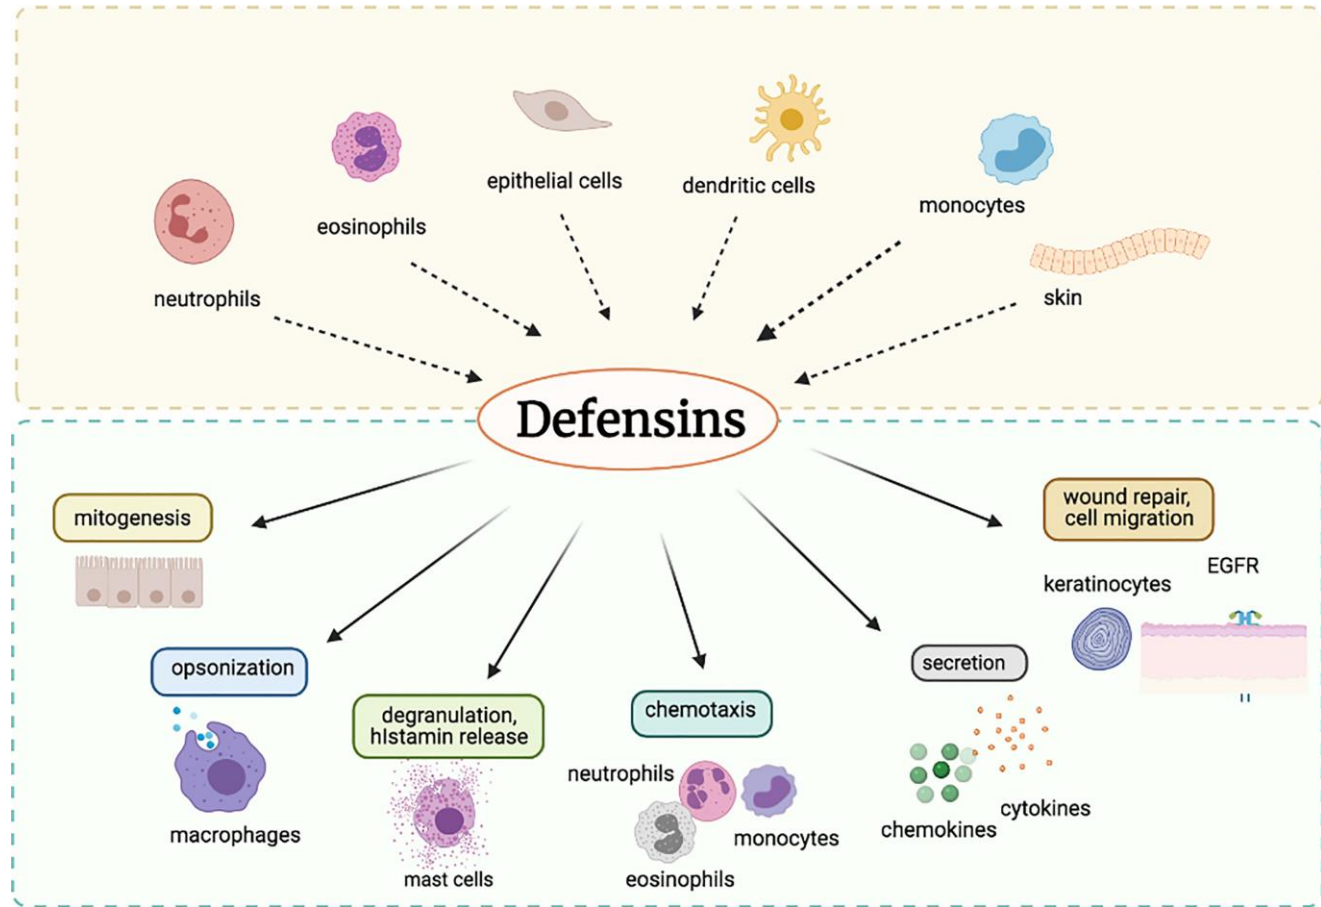 neutrophils
eosinophils
epithelial cells
dendritic cells
monocytes
skin
Defensins
mitogenesis
opsonization
macrophages
degranulation,
hIstamin release
mast cells
chemotaxis
neutrophils
monocytes
eosinophils
secretion
chemokines
cytokines
wound repair,
cell migration
keratinocytes
EGFR